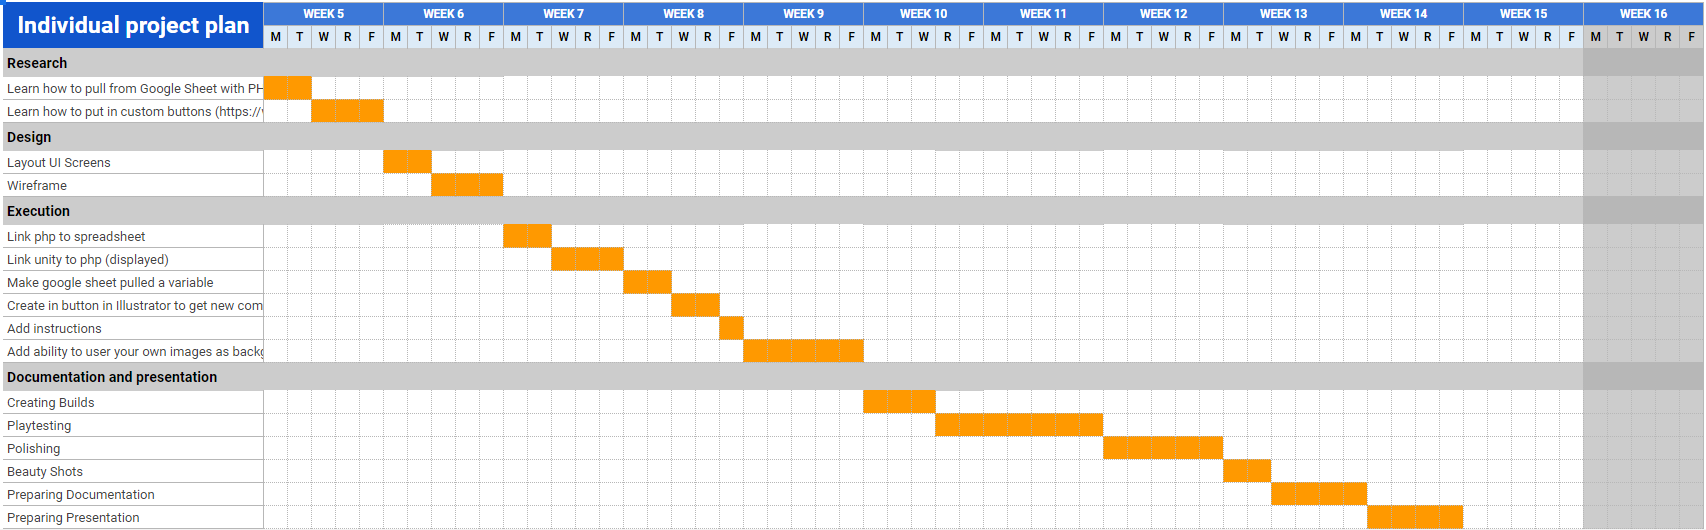 Individual project plan
WEEK 5 WEEK 6 WEEK 7 WEEK 8 WEEK 9 WEEK 10 WEEK 11 WEEK 12 WEEK 13 WEEK 14 WEEK 15 WEEK 16
M T W R F M T W R F M T W R F M T W R F M T W R F M T W R F M T W R F M T W R F M T W R F M T W R F M T W R F M T W R F
Research
Learn how to pull from Google Sheet with PH
Learn how to put in custom buttons (https://
Design
Layout UI Screens
Wireframe
Execution
Link php to spreadsheet
Link unity to php (displayed)
Make google sheet pulled a variable
Create in button in Illustrator to get new com
Add instructions
Add ability to user your own images as back
Documentation and presentation
Creating Builds
Playtesting
Polishing
Beauty Shots
Preparing Documentation
Preparing Presentation